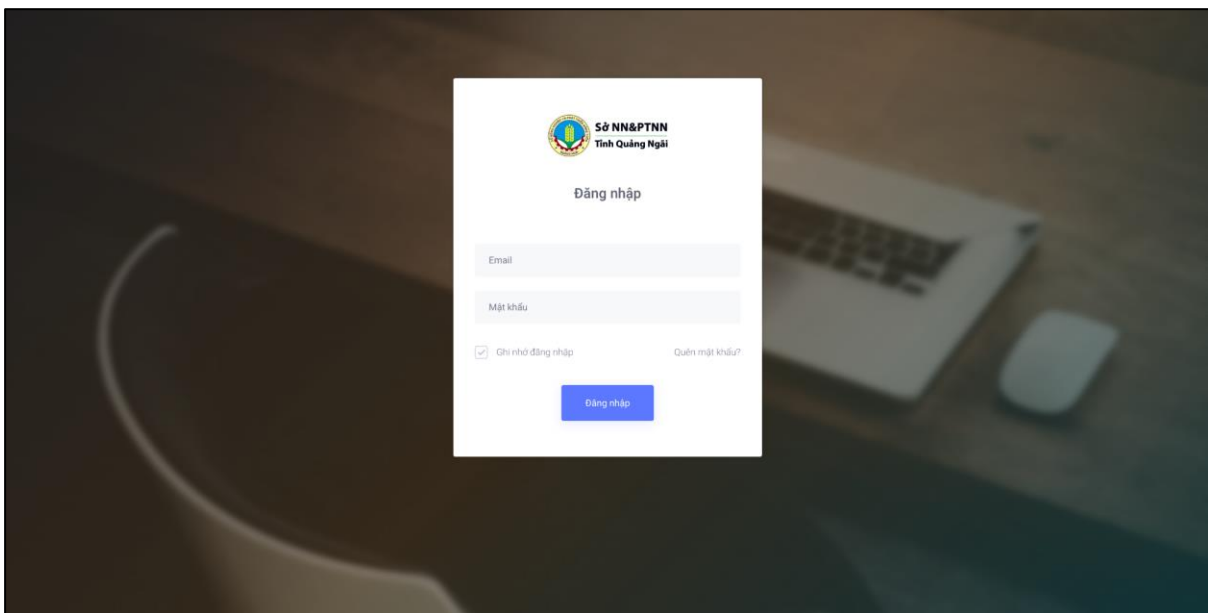 Sở NN&PTNN
Tỉnh Quảng Ngãi
Đăng nhập
Email
Mật khẩu
Ghi nhớ đăng nhập
Quên mật khẩu?
Đăng nhập